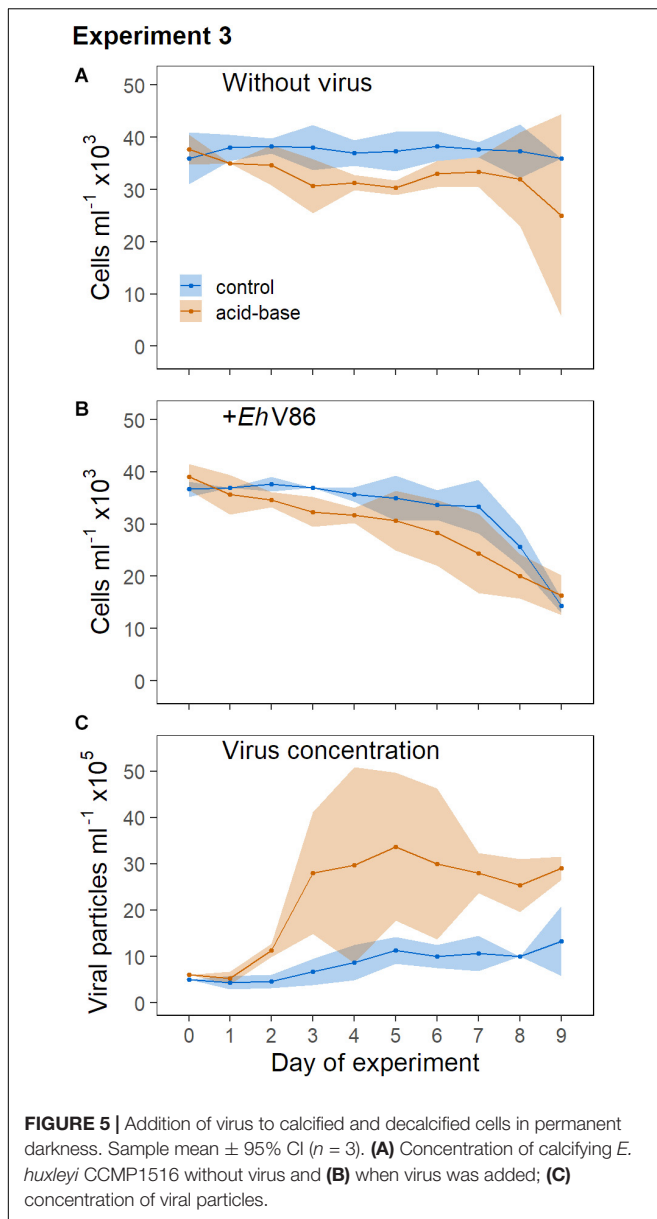 Experiment 3
A
Without virus
50
40
30
20
10
0
Cells ml⁻¹ x10³
control
acid-base
B
+EhV86
50
40
30
20
10
0
Cells ml⁻¹ x10³
C
Virus concentration
50
40
30
20
10
0
Viral particles ml⁻¹ x10⁵
0 1 2 3 4 5 6 7 8 9
Day of experiment
FIGURE 5 | Addition of virus to calcified and decalcified cells in permanent
darkness. Sample mean ± 95% CI (n = 3). (A) Concentration of calcifying E.
huxleyi CCMP1516 without virus and (B) when virus was added; (C)
concentration of viral particles.